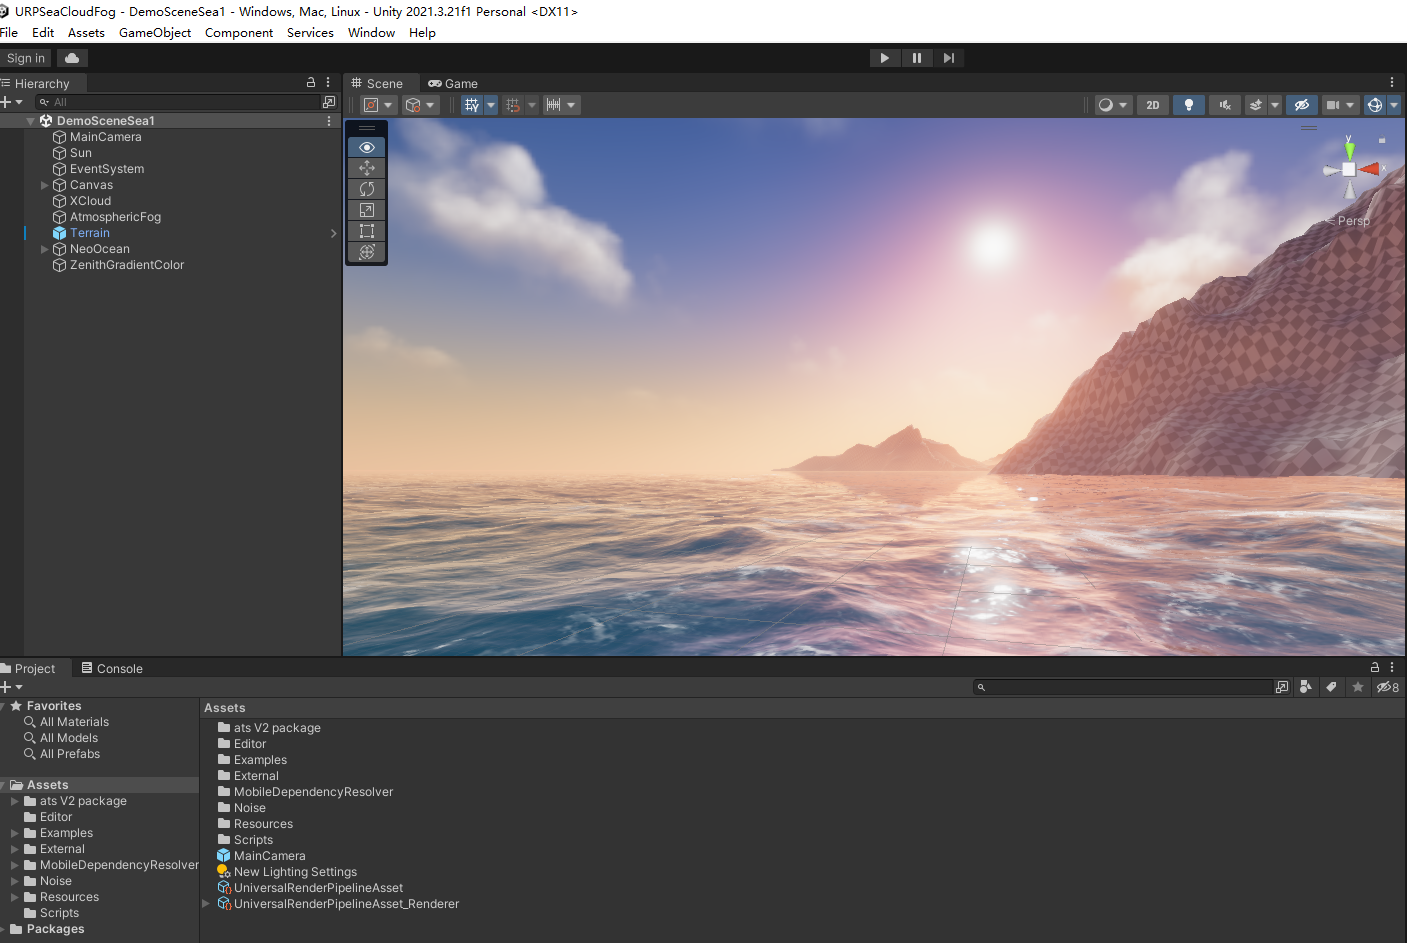 URPSeaCloudFog - DemoSceneSea1 - Windows, Mac, Linux - Unity 2021.3.21f1 Personal <DX11>
File Edit Assets GameObject Component Services Window Help
Sign in
Hierarchy
Scene Game
All
2D
DemoSceneSea1
MainCamera
Sun
EventSystem
Canvas
XCloud
AtmosphericFog
Terrain
NeoOcean
ZenithGradientColor
y
x
< Persp
Project Console
8
Favorites
All Materials
All Models
All Prefabs
Assets
ats V2 package
Editor
Examples
External
MobileDependencyResolver
Noise
Resources
Scripts
Packages
Assets
ats V2 package
Editor
Examples
External
MobileDependencyResolver
Noise
Resources
Scripts
MainCamera
New Lighting Settings
UniversalRenderPipelineAsset
UniversalRenderPipelineAsset_Renderer